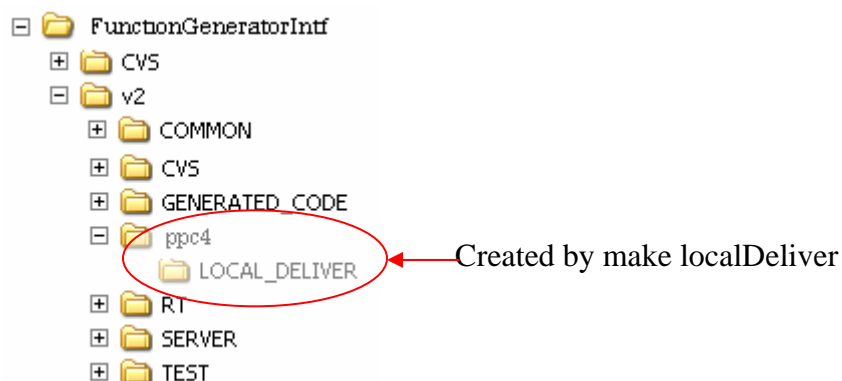 FunctionGeneratorIntf
CVS
v2
COMMON
CVS
GENERATED_CODE
ppc4
LOCAL_DELIVER
Created by make localDeliver
RT
SERVER
TEST